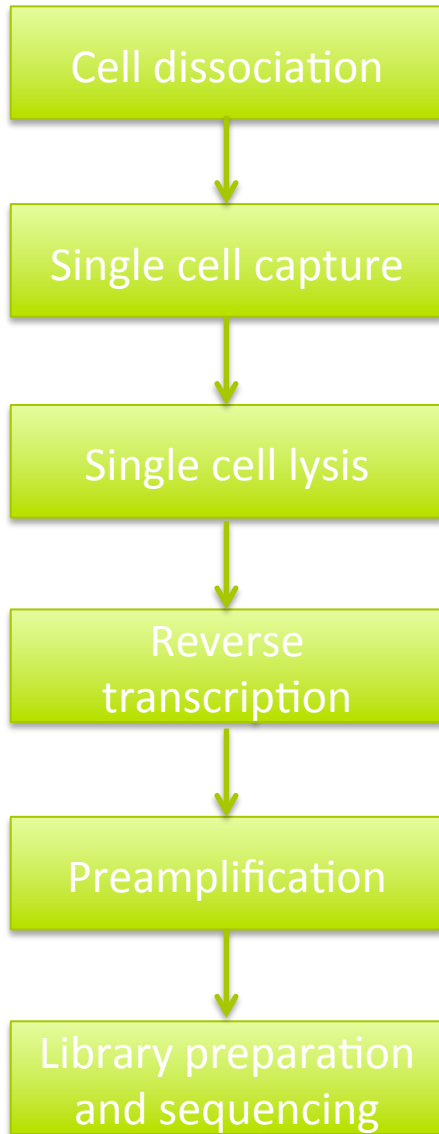 Cell dissociation
Single cell capture
Single cell lysis
Reverse
transcription
Preamplification
Library preparation
and sequencing